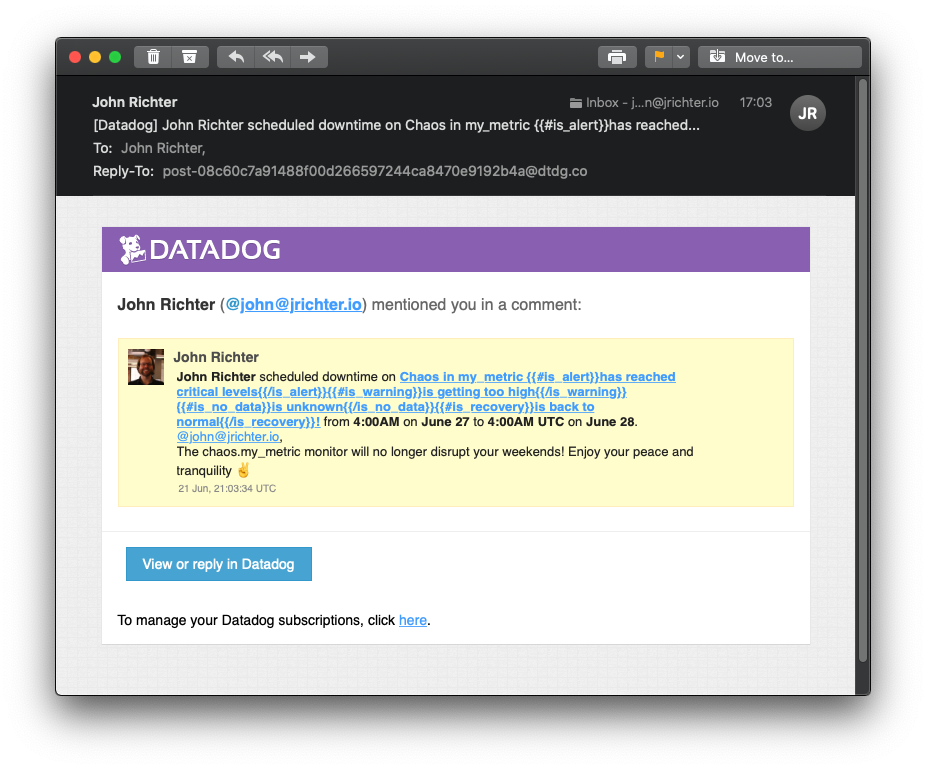 Move to...
John Richter
Inbox - j...n@jrichter.io
17:03
JR
[Datadog] John Richter scheduled downtime on Chaos in my_metric {{#is_alert}}has reached...
To: John Richter,
Reply-To: post-08c60c7a91488f00d266597244ca8470e9192b4a@dtdg.co
DATADOG
John Richter (@john@jrichter.io) mentioned you in a comment:
John Richter
John Richter scheduled downtime on Chaos in my_metric {{#is_alert}}has reached
critical levels{{/is_alert}}{{#is_warning}}is getting too high{{/is_warning}}
{{#is_no_data}}is unknown{{/is_no_data}}{{#is_recovery}}is back to
normal{{/is_recovery}}! from 4:00AM on June 27 to 4:00AM UTC on June 28.
@john@jrichter.io,
The chaos.my_metric monitor will no longer disrupt your weekends! Enjoy your peace and
tranquility ✌️
21 Jun, 21:03:34 UTC
View or reply in Datadog
To manage your Datadog subscriptions, click here.